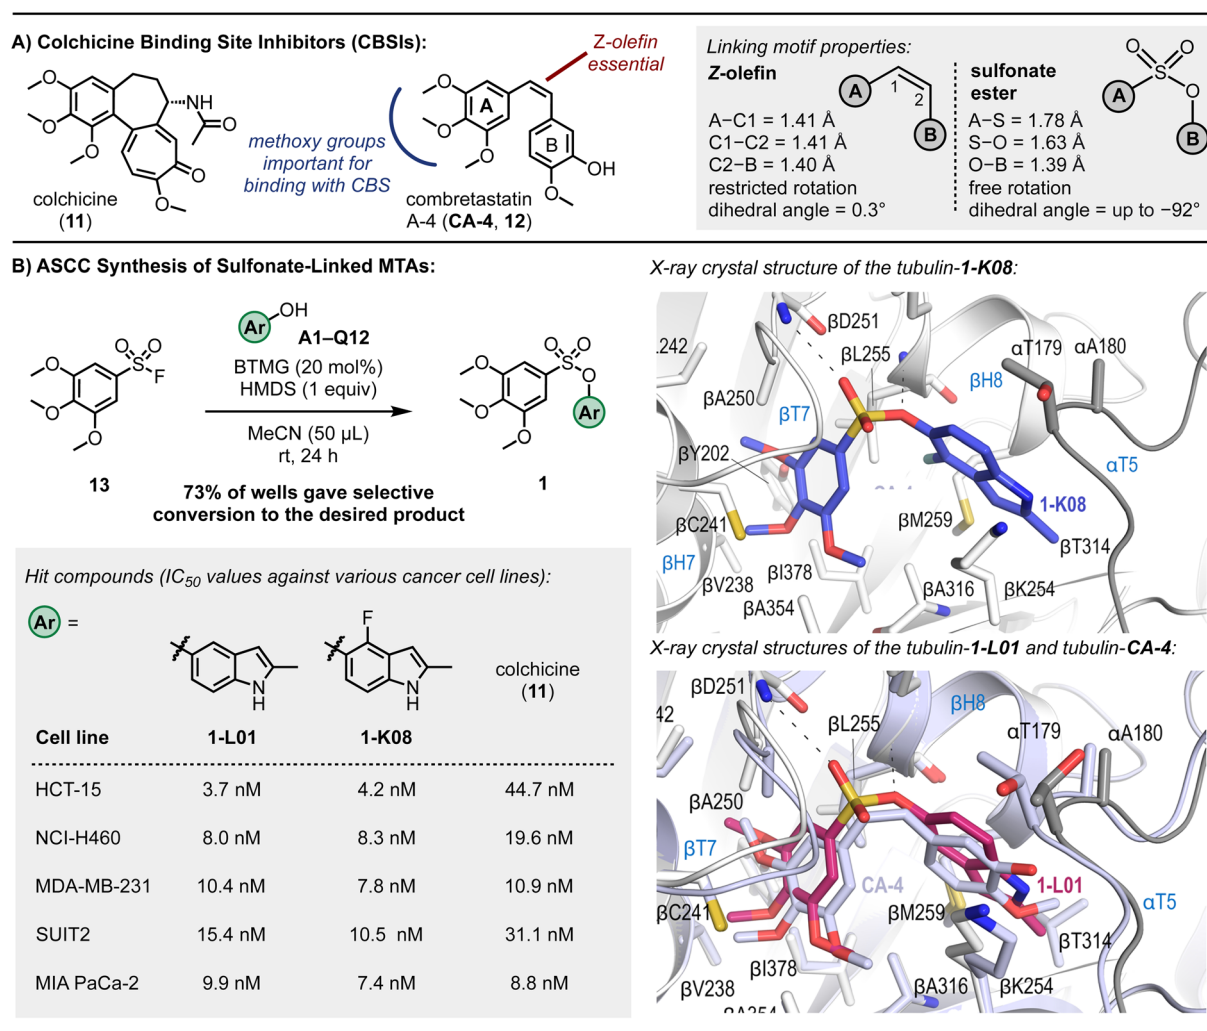 A) Colchicine Binding Site Inhibitors (CBSIs):
O
O
O
NH
O
O
O
colchicine
(11)
methoxy groups
important for
binding with CBS
Z-olefin
essential
O
O
O
A
B
OH
O
combretastatin
A-4 (CA-4, 12)
Linking motif properties:
Z-olefin
A
1
2
B
A−C1 = 1.41 Å
C1−C2 = 1.41 Å
C2−B = 1.40 Å
restricted rotation
dihedral angle = 0.3°
sulfonate
ester
O O
A
S
O
B
A−S = 1.78 Å
S−O = 1.63 Å
O−B = 1.39 Å
free rotation
dihedral angle = up to −92°
B) ASCC Synthesis of Sulfonate-Linked MTAs:
O O
S
F
O
O
O
13
Ar
OH
A1–Q12
BTMG (20 mol%)
HMDS (1 equiv)
MeCN (50 µL)
rt, 24 h
O O
S
O
Ar
O
O
O
1
73% of wells gave selective
conversion to the desired product
Hit compounds (IC50 values against various cancer cell lines):
Ar =
N
H
F
N
H
colchicine
(11)
Cell line 1-L01 1-K08
HCT-15 3.7 nM 4.2 nM 44.7 nM
NCI-H460 8.0 nM 8.3 nM 19.6 nM
MDA-MB-231 10.4 nM 7.8 nM 10.9 nM
SUIT2 15.4 nM 10.5 nM 31.1 nM
MIA PaCa-2 9.9 nM 7.4 nM 8.8 nM
X-ray crystal structure of the tubulin-1-K08:
βD251
.242
βL255
αT179 αA180
βH8
βA250
βT7
βY202
αT5
βC241
βM259
1-K08
βH7
βT314
βV238
βI378
βA316
βK254
βA354
X-ray crystal structures of the tubulin-1-L01 and tubulin-CA-4:
βD251
42
βL255
βH8
αT179
αA180
βA250
βT7
CA-4
1-L01
βC241
βM259
αT5
βT314
βI378
βV238
βA316
βK254